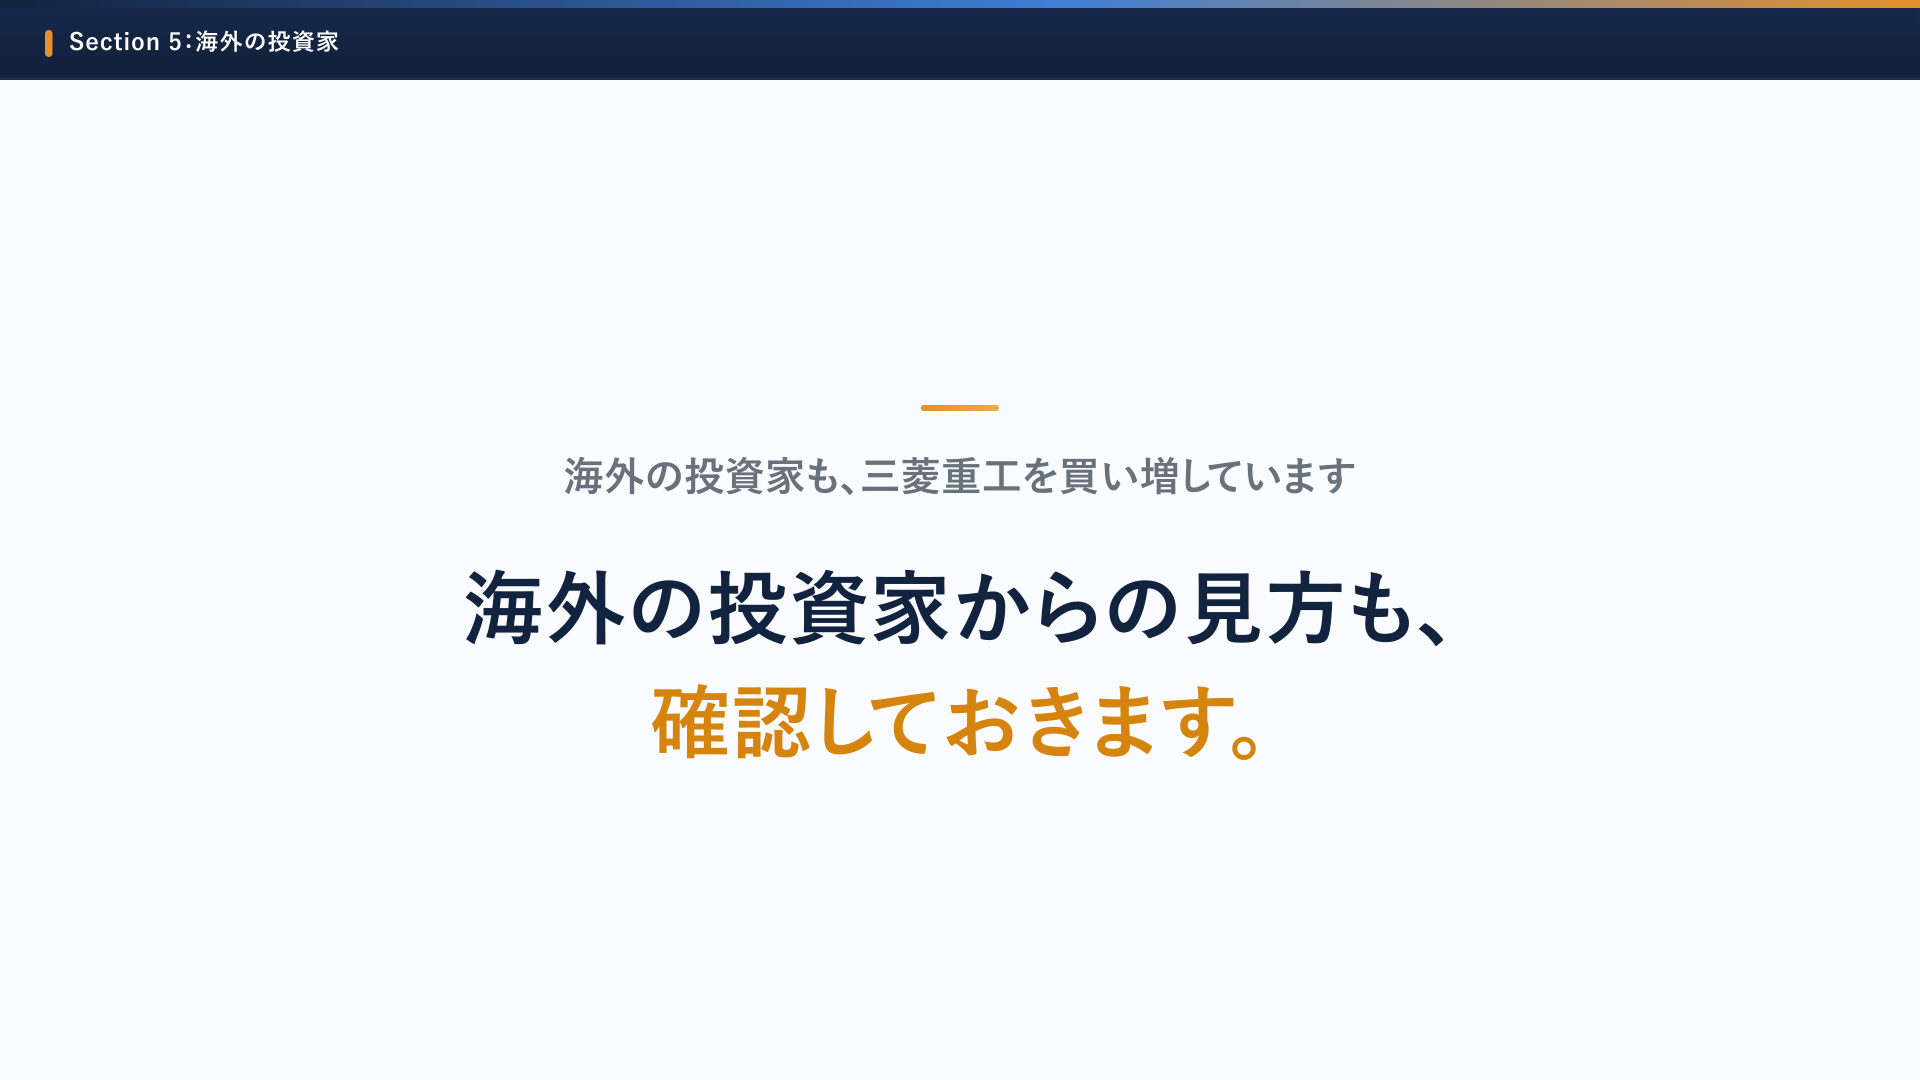 Section 5：海外の投資家
海外の投資家も、三菱重工を買い増しています
海外の投資家からの見方も、
確認しておきます。